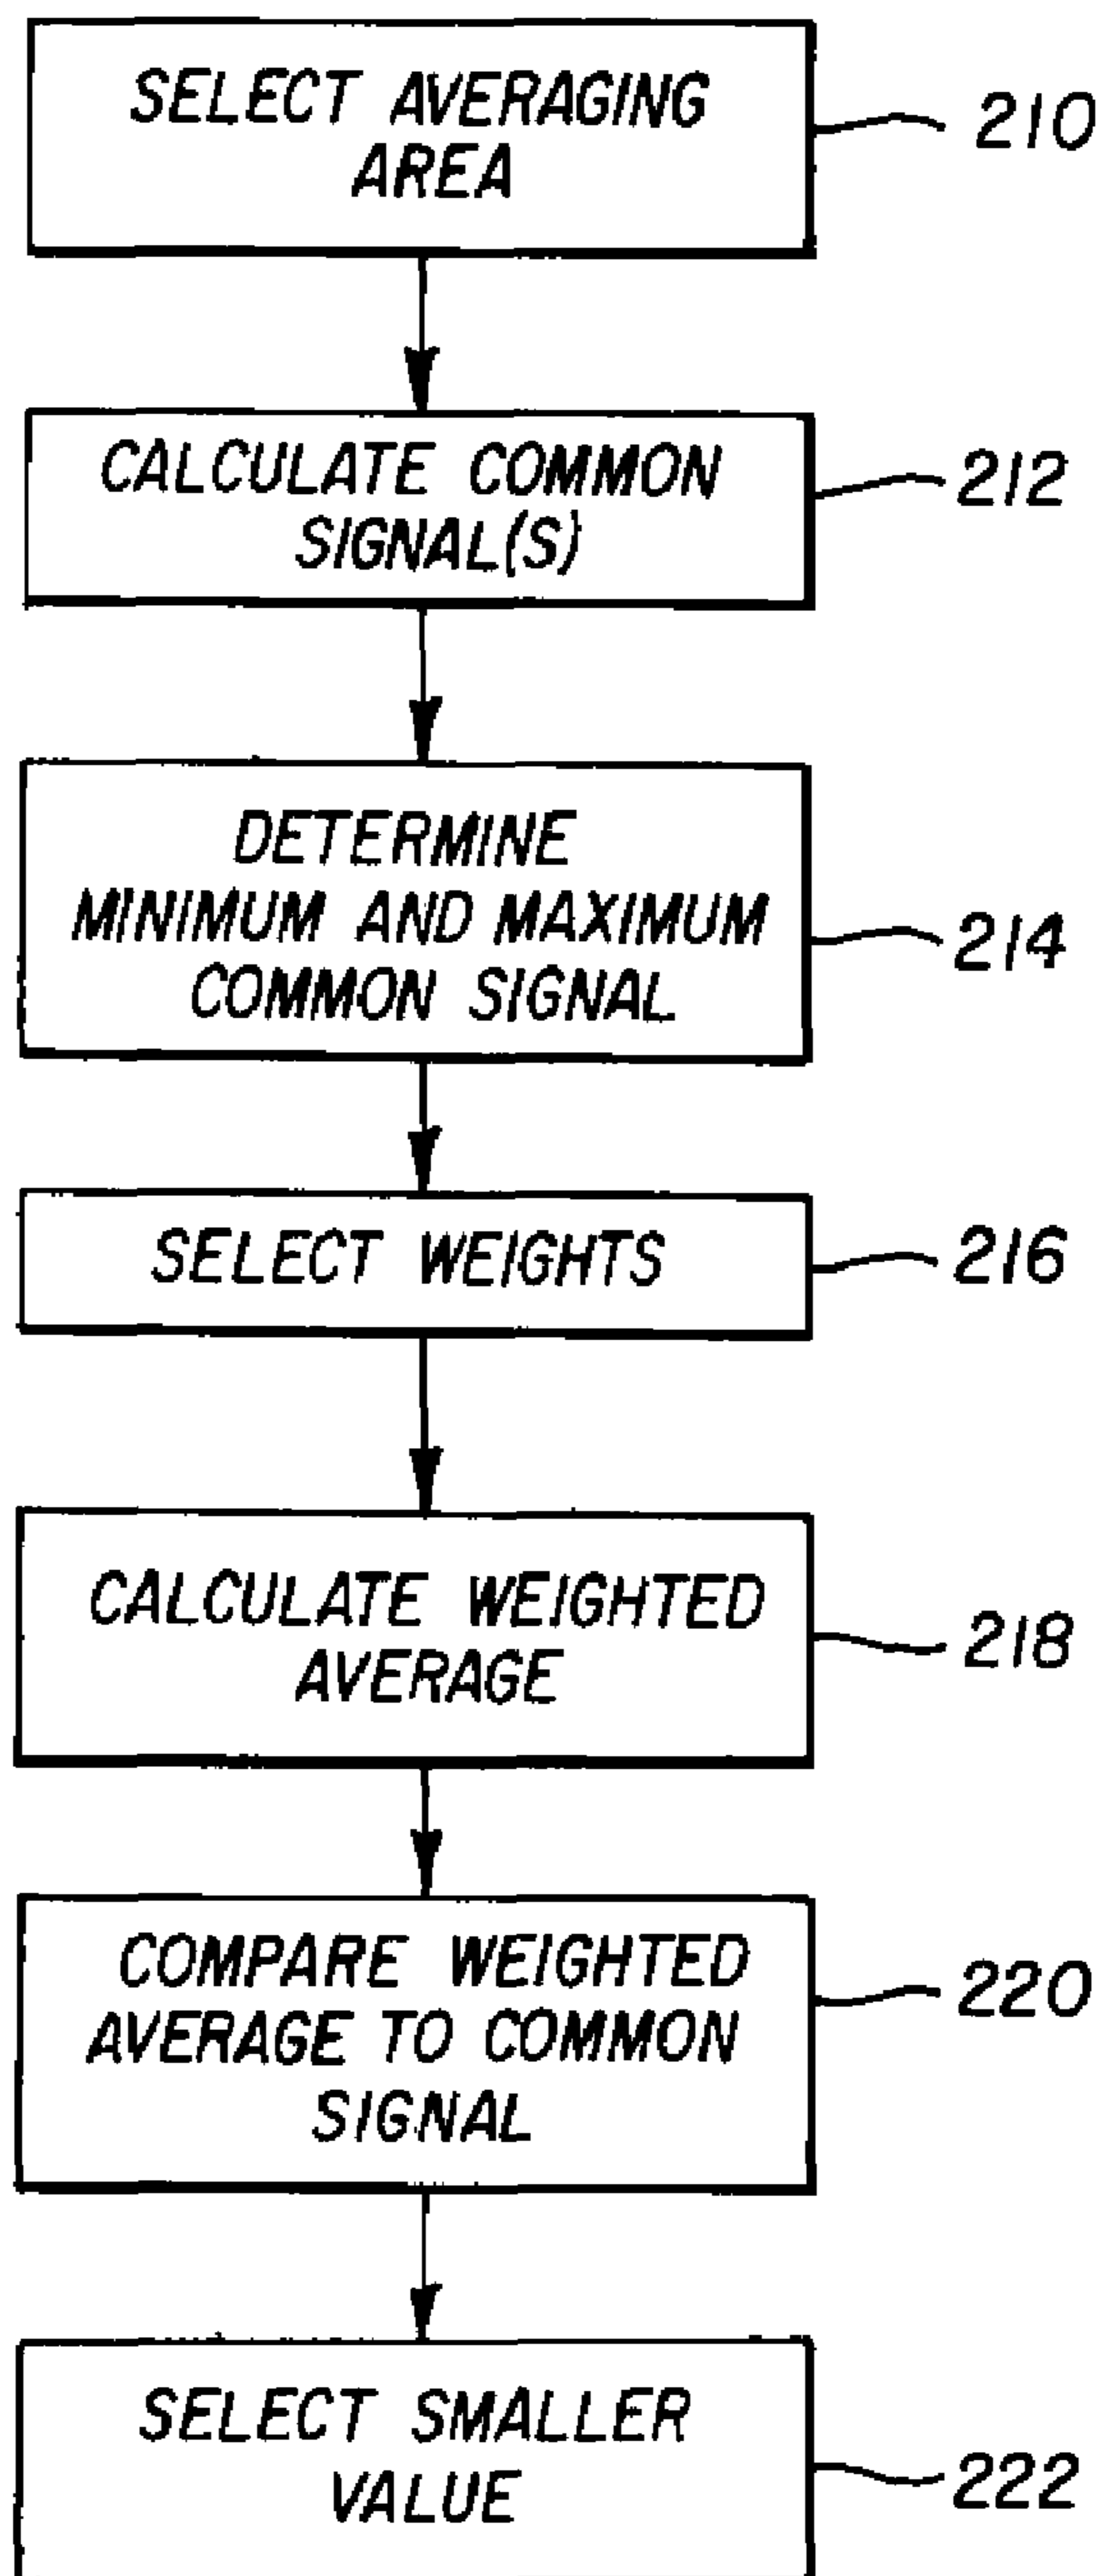 SELECT AVERAGING
AREA
210
CALCULATE COMMON
SIGNAL(S)
212
DETERMINE
MINIMUM AND MAXIMUM
COMMON SIGNAL
214
SELECT WEIGHTS
216
CALCULATE WEIGHTED
AVERAGE
218
COMPARE WEIGHTED
AVERAGE TO COMMON
SIGNAL
220
SELECT SMALLER
VALUE
222